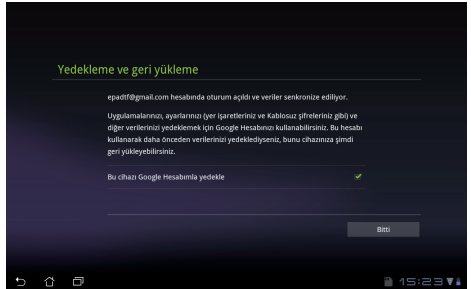 Yedekleme ve geri yükleme
epadtf@gmail.com hesabında oturum açıldı ve veriler senkronize ediliyor.
Uygulamalarınızı, ayarlarınızı (yer işaretleriniz ve Kablosuz şifreleriniz gibi) ve
diğer verilerinizi yedeklemek için Google Hesabınızı kullanabilirsiniz. Bu hesabı
kullanarak daha önceden verilerinizi yedeklediyseniz, bunu cihazınıza şimdi
geri yükleyebilirsiniz.
Bu cihazı Google Hesabımla yedekle
Bitti
15:23